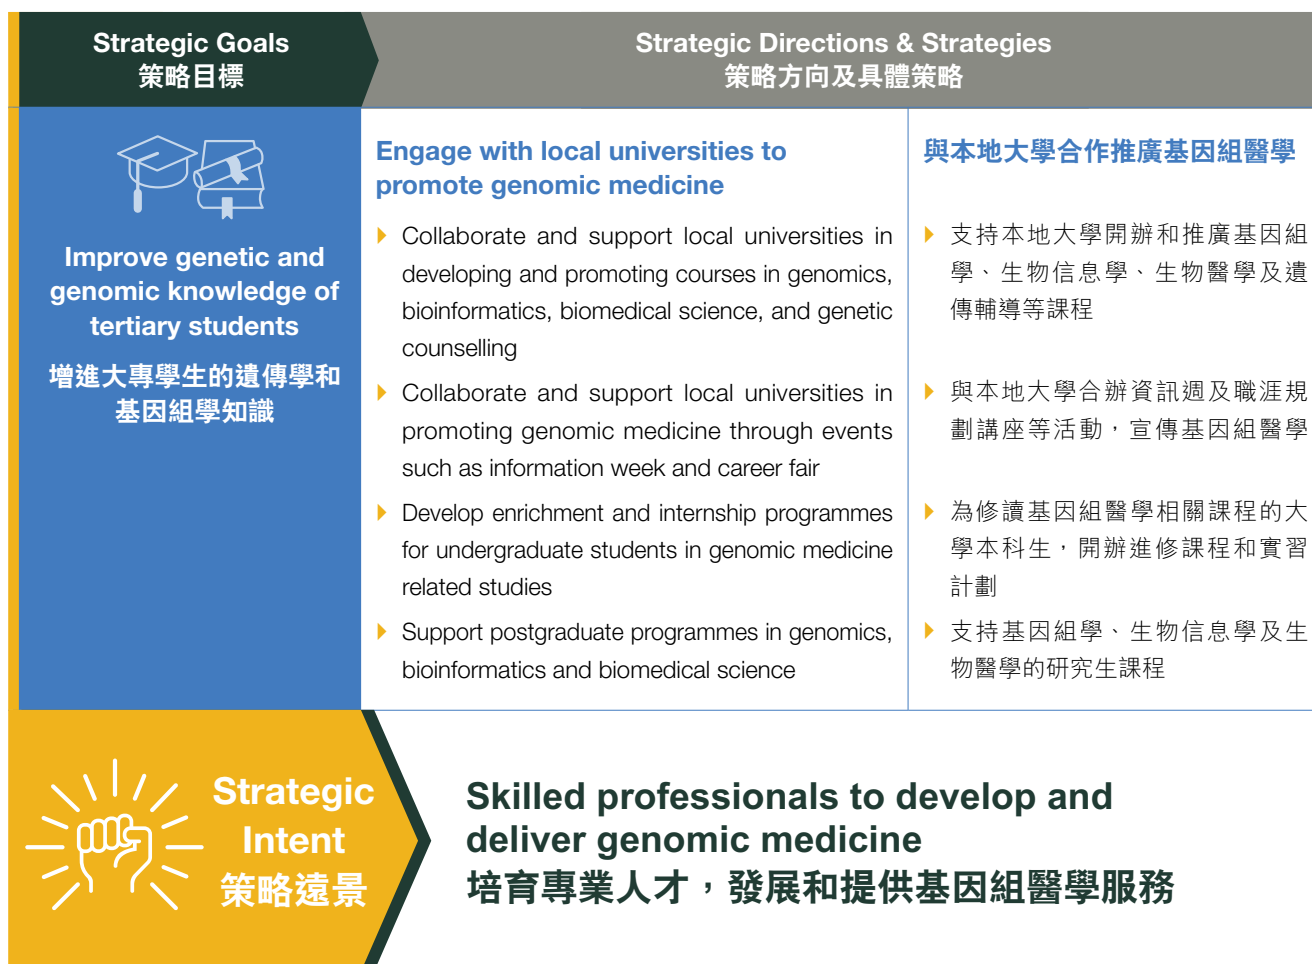 Strategic Goals
策略目標
Strategic Directions & Strategies
策略方向及具體策略
Improve genetic and
genomic knowledge of
tertiary students
增進大專學生的遺傳學和
基因組學知識
Engage with local universities to
promote genomic medicine
Collaborate and support local universities in
developing and promoting courses in genomics,
bioinformatics, biomedical science, and genetic
counselling
Collaborate and support local universities in
promoting genomic medicine through events
such as information week and career fair
Develop enrichment and internship programmes
for undergraduate students in genomic medicine
related studies
Support postgraduate programmes in genomics,
bioinformatics and biomedical science
與本地大學合作推廣基因組醫學
支持本地大學開辦和推廣基因組
學、生物信息學、生物醫學及遺
傳輔導等課程
與本地大學合辦資訊週及職涯規
劃講座等活動，宣傳基因組醫學
為修讀基因組醫學相關課程的大
學本科生，開辦進修課程和實習
計劃
支持基因組學、生物信息學及生
物醫學的研究生課程
Strategic
Intent
策略遠景
Skilled professionals to develop and
deliver genomic medicine
培育專業人才，發展和提供基因組醫學服務